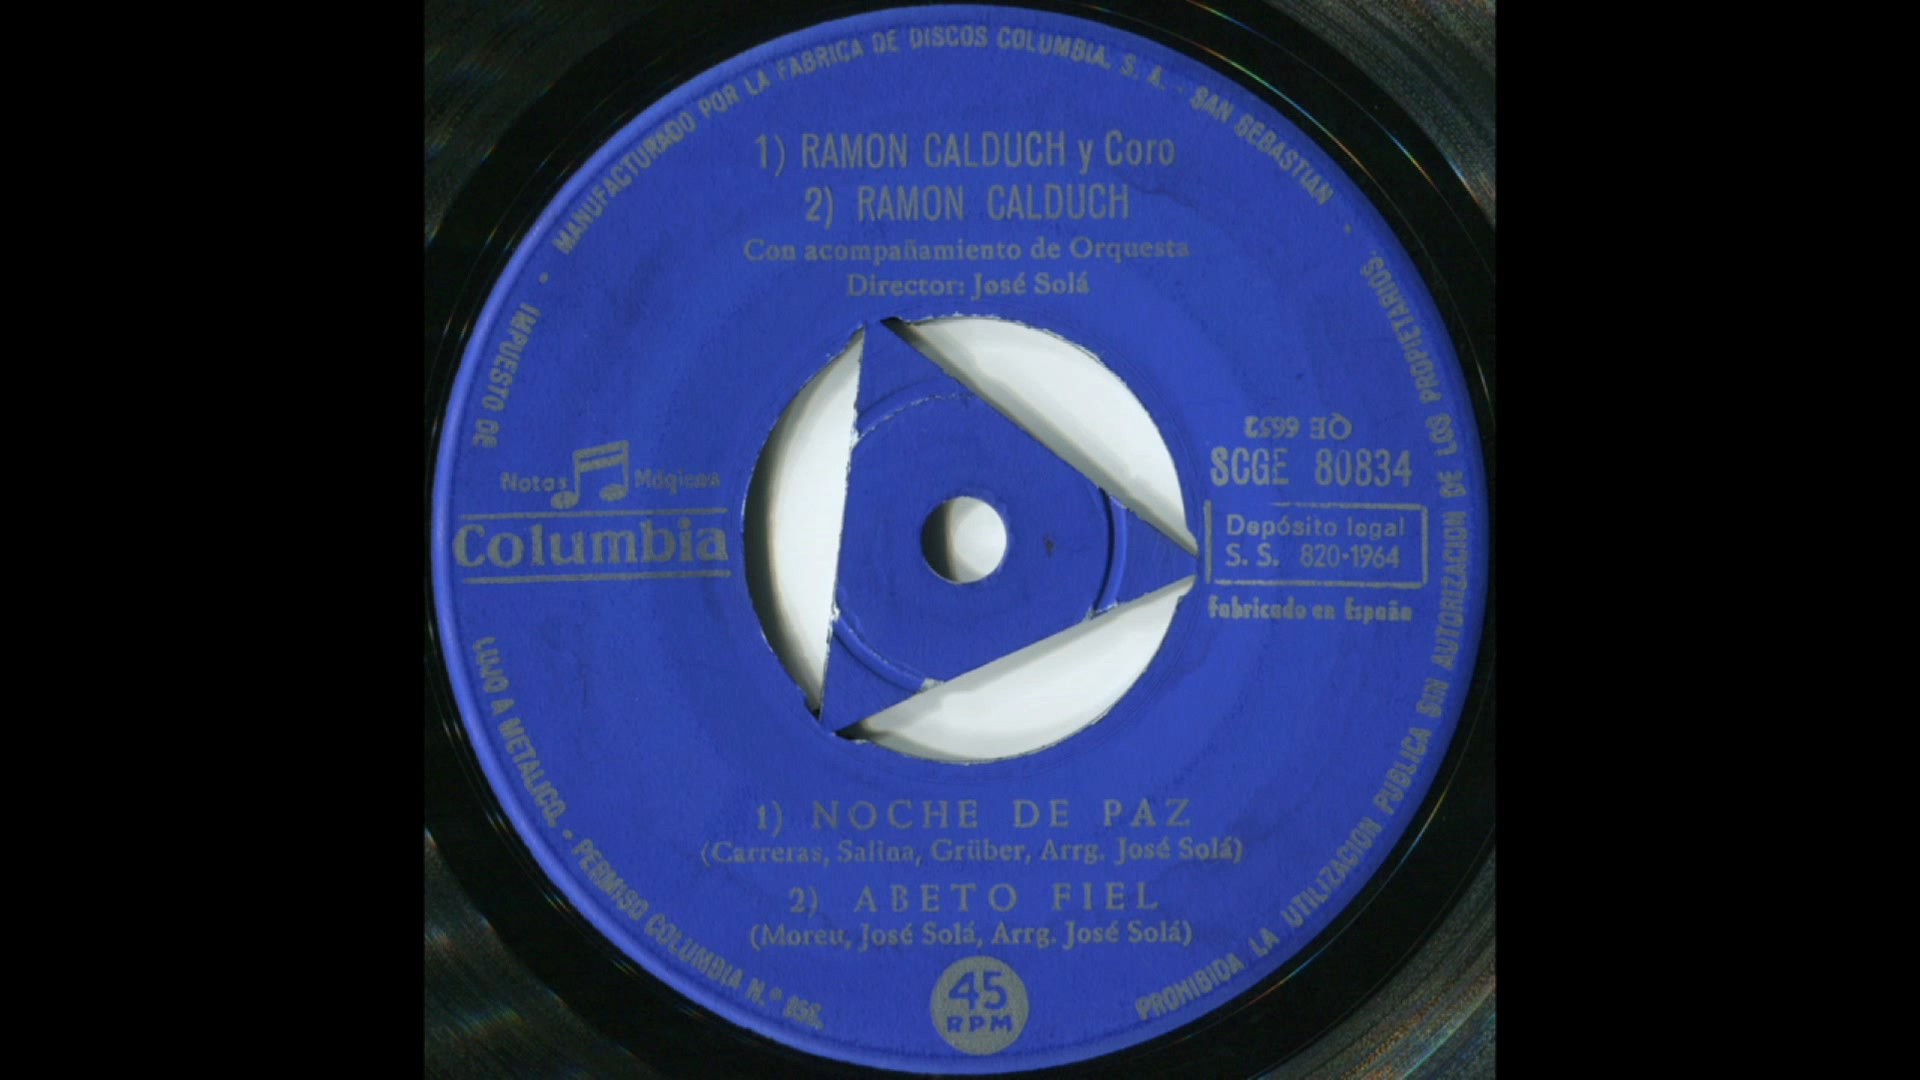 MANUFACTURADO POR LA FABRICA DE DISCOS COLUMBIA, S. A. - SAN SEBASTIAN -
1) RAMON CALDUCH y Coro
2) RAMON CALDUCH
Con acompañamiento de Orquesta
Director: José Solá
Notas Mágicas
Columbia
QE 6652
SCGE 80834
Depósito legal
S. S. 820-1964
Fabricado en España
1) NOCHE DE PAZ
(Carreras, Salina, Grüber, Arrg. José Solá)
2) ABETO FIEL
(Moreu, José Solá, Arrg. José Solá)
45
RPM
IMPUESTO DE LUJO A METALICO. - PERMISO COLUMBIA N.º
PROHIBIDA LA UTILIZACION PUBLICA SIN AUTORIZACION DE LOS PROPIETARIOS.